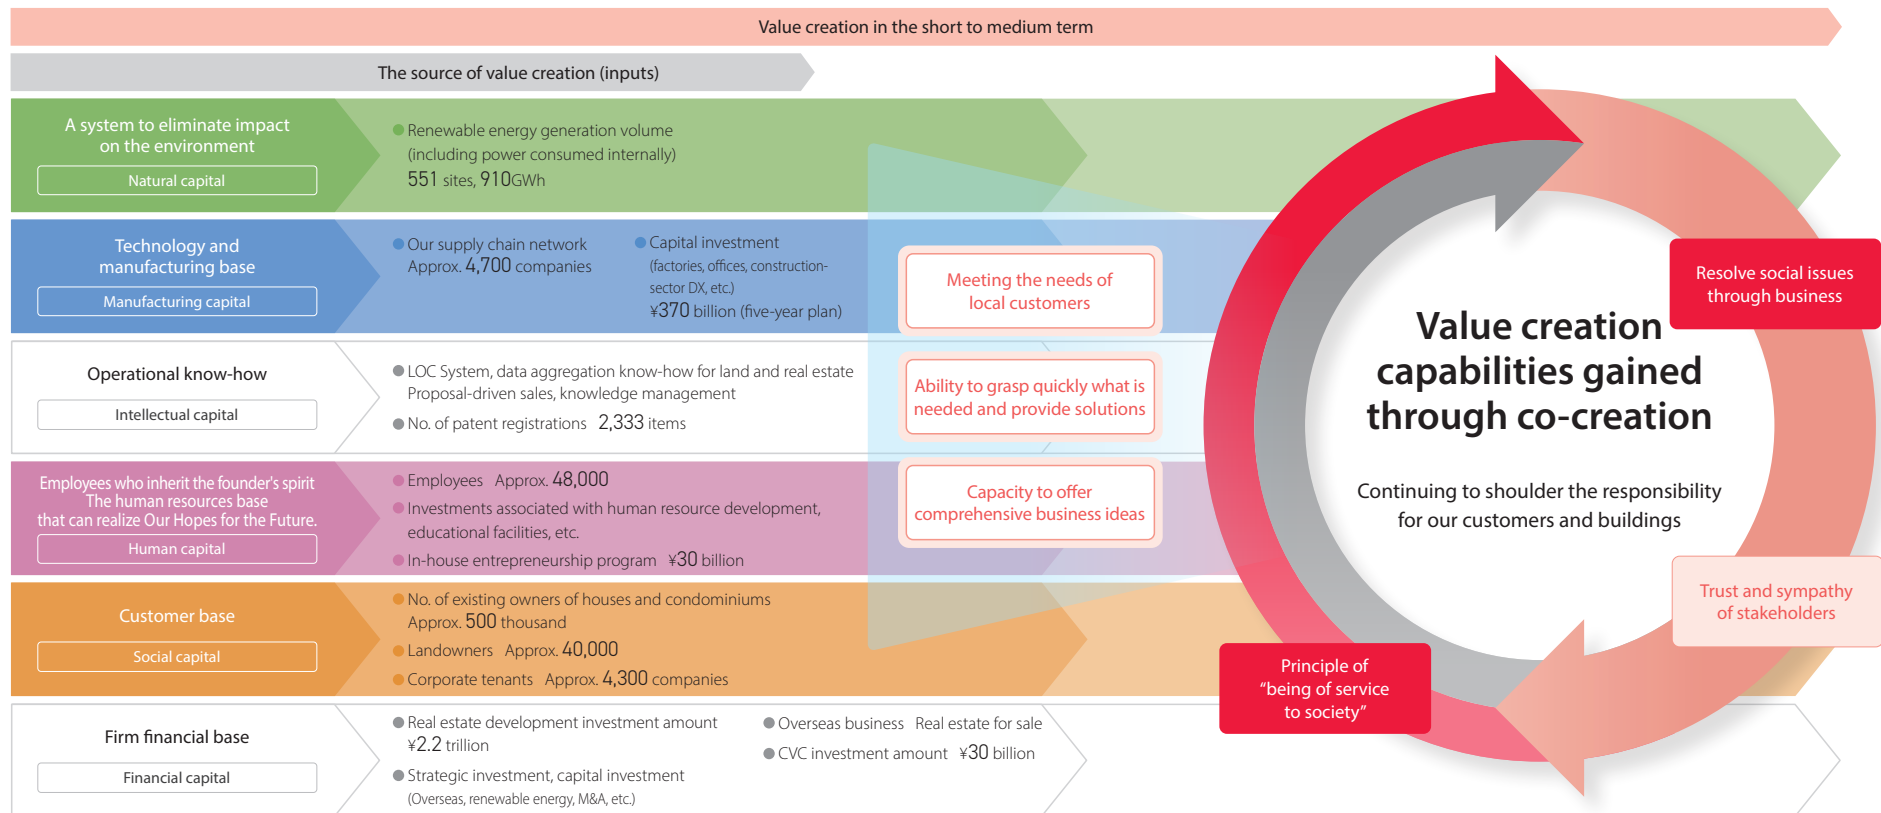 Value creation in the short to medium term
The source of value creation (inputs)
A system to eliminate impact
on the environment
Natural capital
● Renewable energy generation volume
(including power consumed internally)
551 sites, 910GWh
Technology and
manufacturing base
Manufacturing capital
● Our supply chain network
Approx. 4,700 companies
● Capital investment
(factories, offices, construction-
sector DX, etc.)
¥370 billion (five-year plan)
Operational know-how
Intellectual capital
● LOC System, data aggregation know-how for land and real estate
Proposal-driven sales, knowledge management
● No. of patent registrations 2,333 items
Employees who inherit the founder's spirit
The human resources base
that can realize Our Hopes for the Future.
Human capital
● Employees Approx. 48,000
● Investments associated with human resource development,
educational facilities, etc.
● In-house entrepreneurship program ¥30 billion
Customer base
Social capital
● No. of existing owners of houses and condominiums
Approx. 500 thousand
● Landowners Approx. 40,000
● Corporate tenants Approx. 4,300 companies
Firm financial base
Financial capital
● Real estate development investment amount
¥2.2 trillion
● Strategic investment, capital investment
(Overseas, renewable energy, M&A, etc.)
● Overseas business Real estate for sale
● CVC investment amount ¥30 billion
Meeting the needs of
local customers
Ability to grasp quickly what is
needed and provide solutions
Capacity to offer
comprehensive business ideas
Value creation
capabilities gained
through co-creation
Continuing to shoulder the responsibility
for our customers and buildings
Resolve social issues
through business
Trust and sympathy
of stakeholders
Principle of
“being of service
to society”